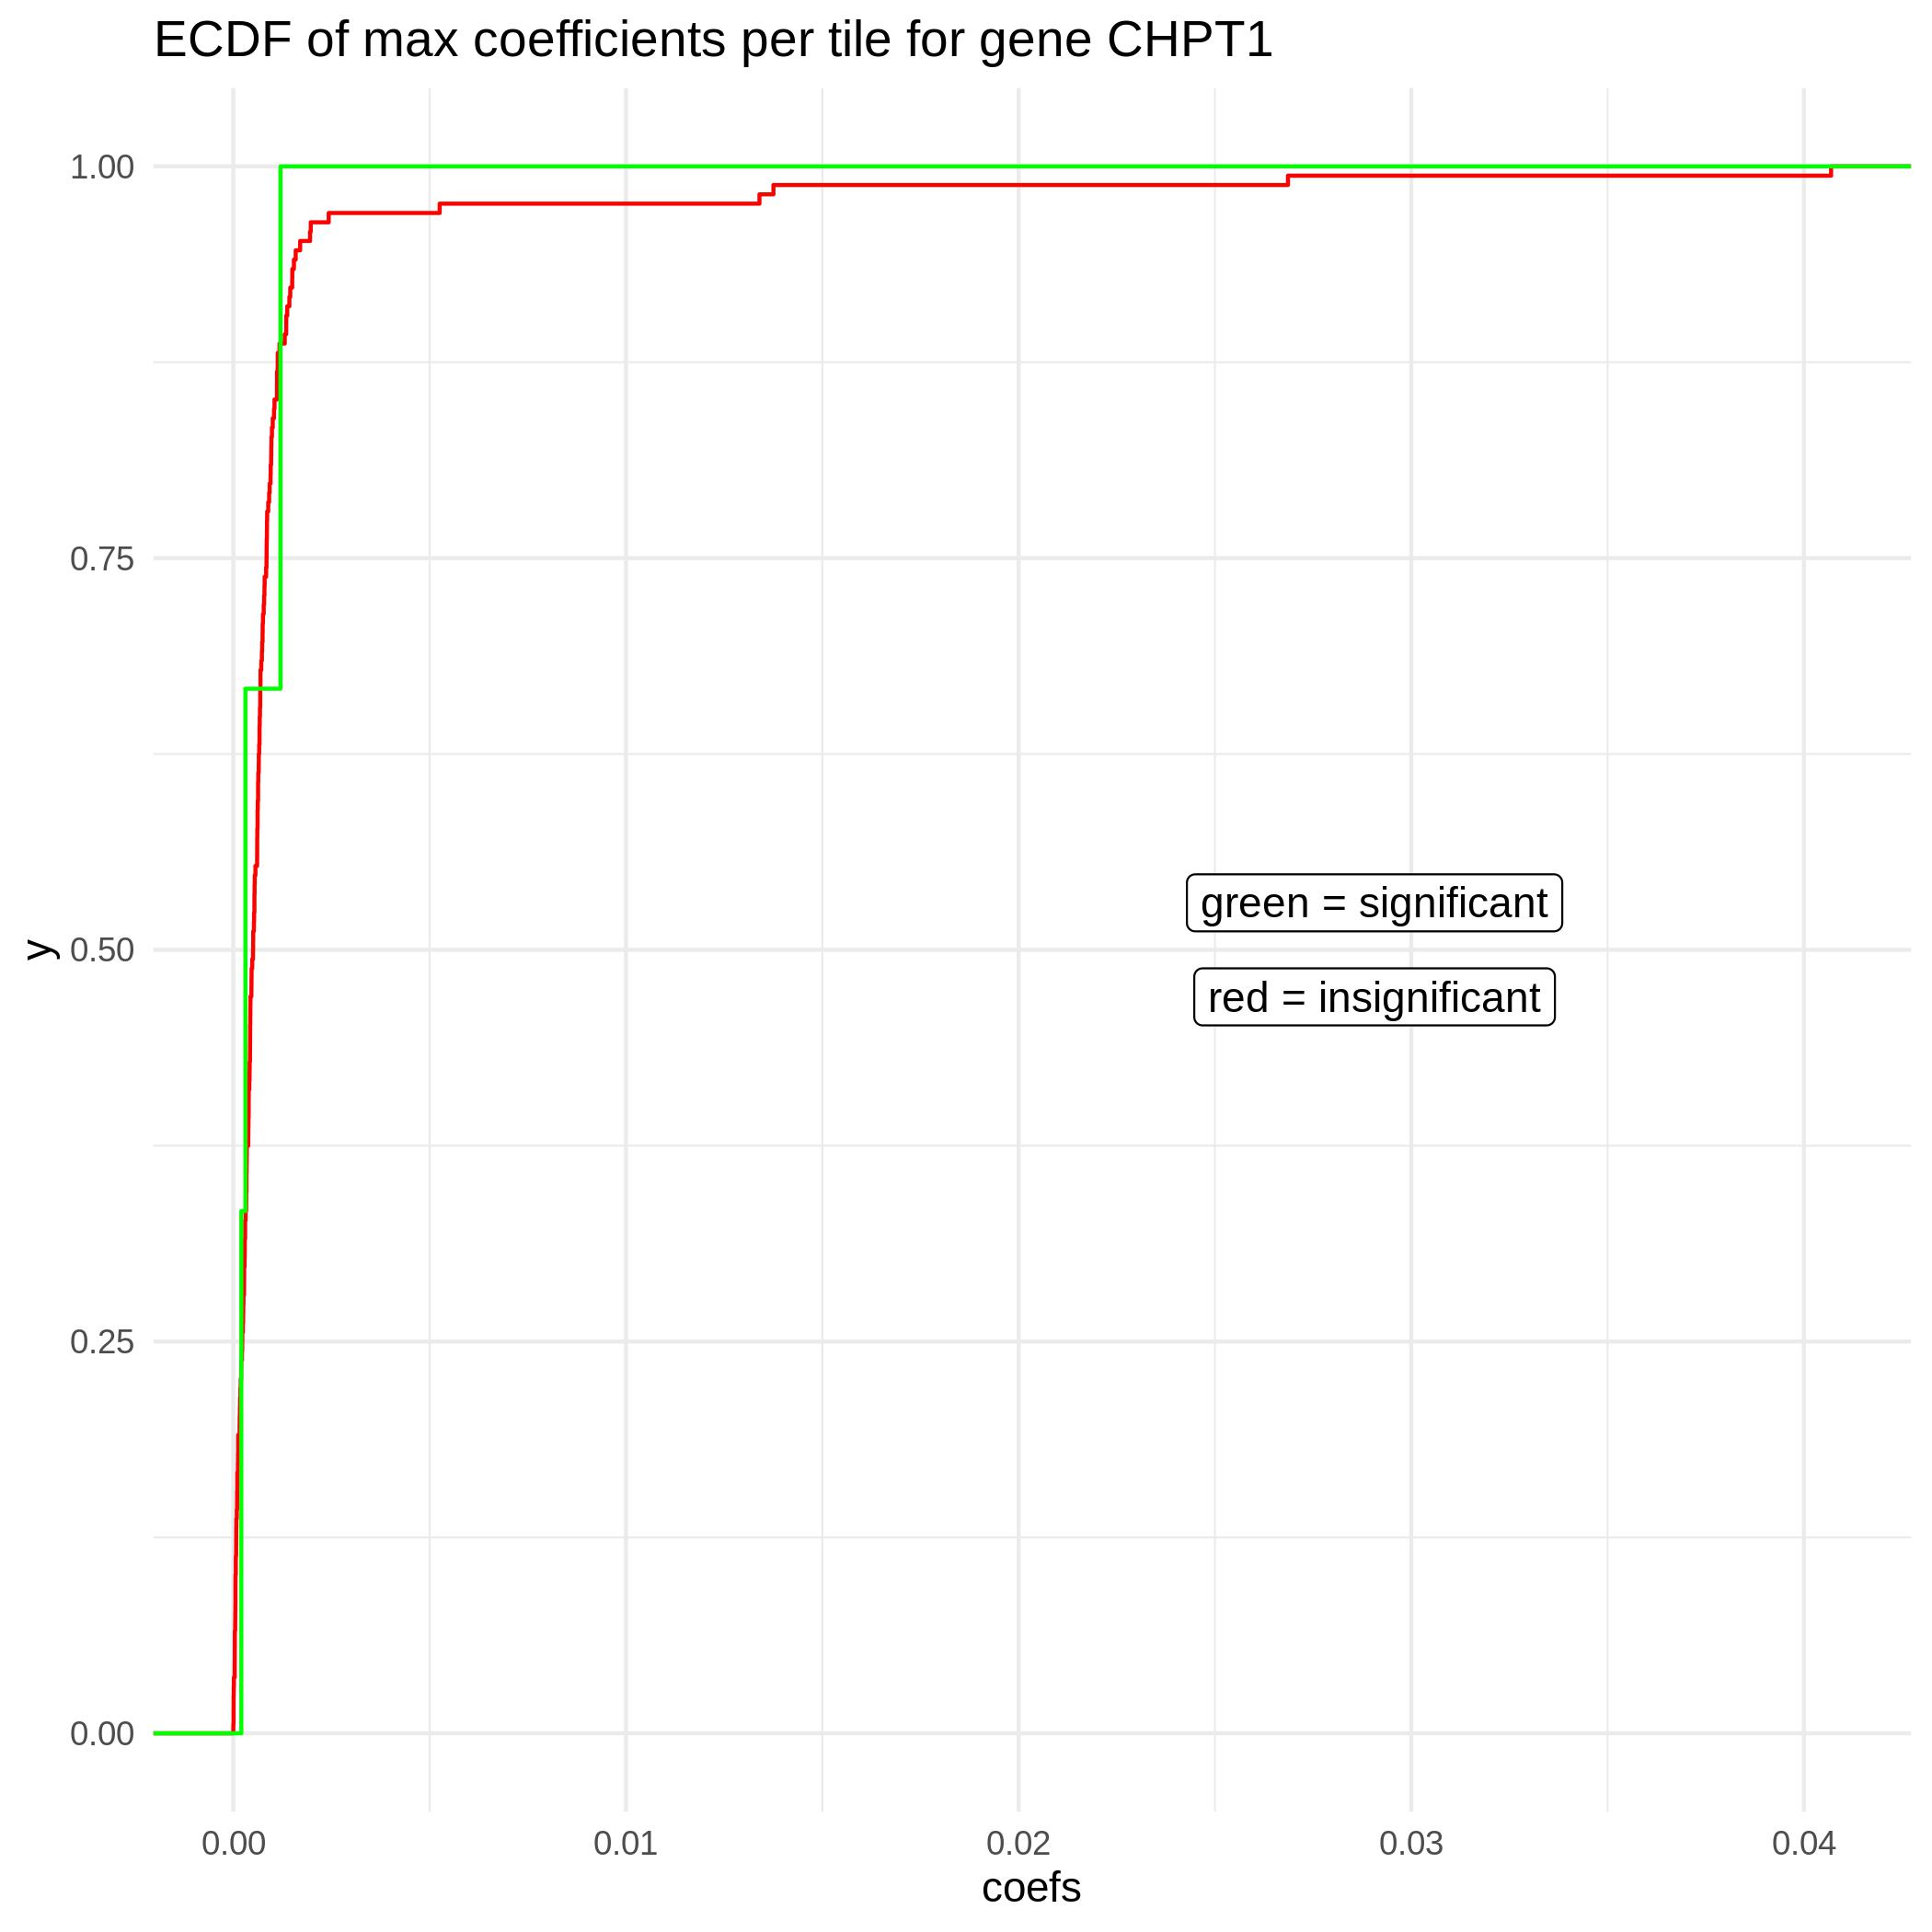 ECDF of max coefficients per tile for gene CHPT1
1.00
0.75
0.50
0.25
0.00
y
green = significant
red = insignificant
0.00 0.01 0.02 0.03 0.04
coefs